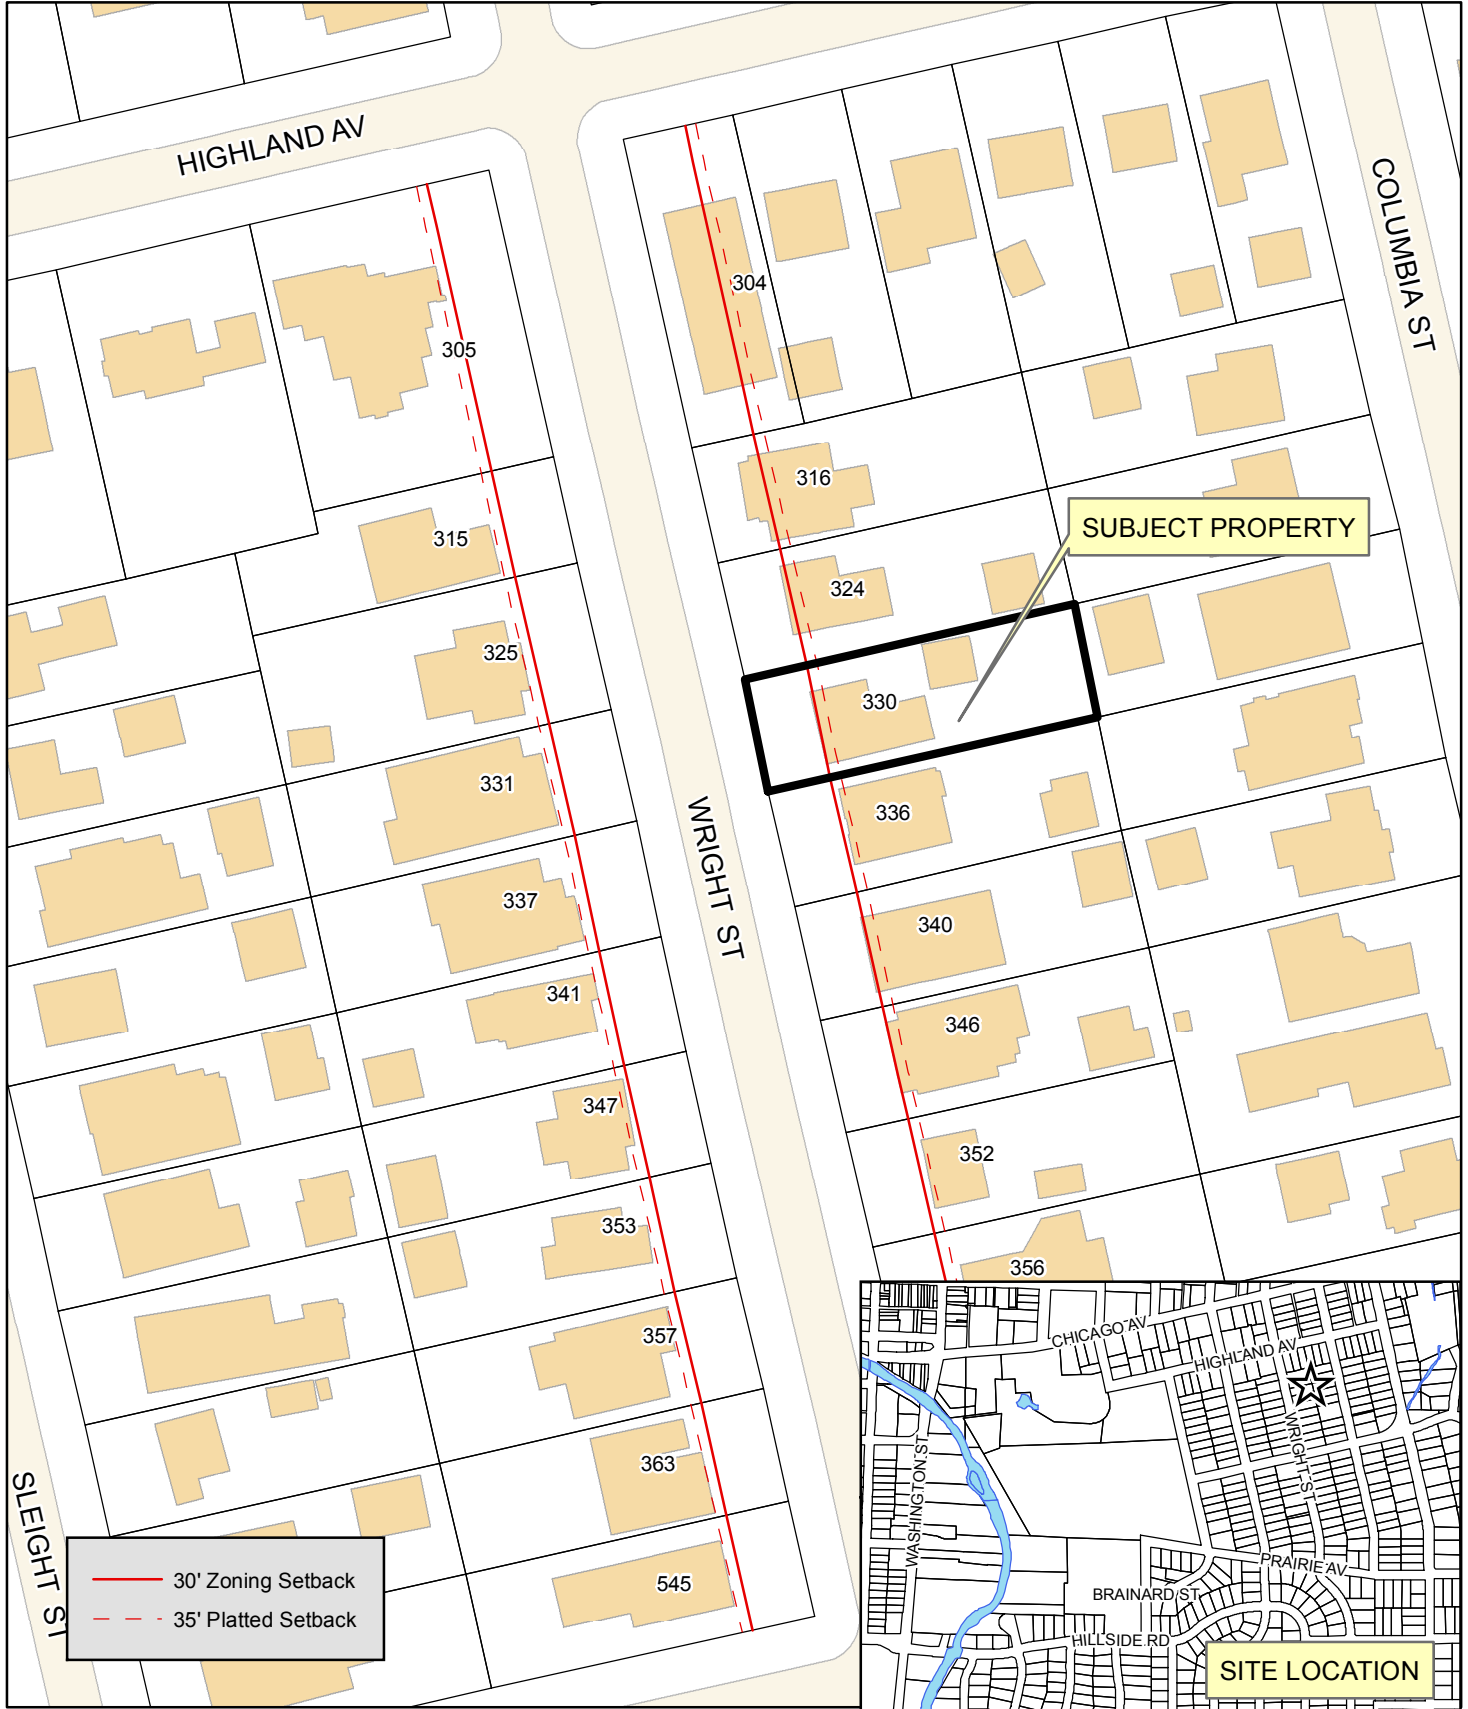 HIGHLAND AV
COLUMBIA ST
304
305
316
SUBJECT PROPERTY
315
324
325
330
331
336
WRIGHT ST
337
340
341
346
347
352
353
356
357
363
545
SLEIGHT ST
30' Zoning Setback
35' Platted Setback
CHICAGO AV
HIGHLAND AV
WRIGHT ST
WASHINGTON ST
PRAIRIE AV
BRAINARD ST
HILLSIDE RD
SITE LOCATION